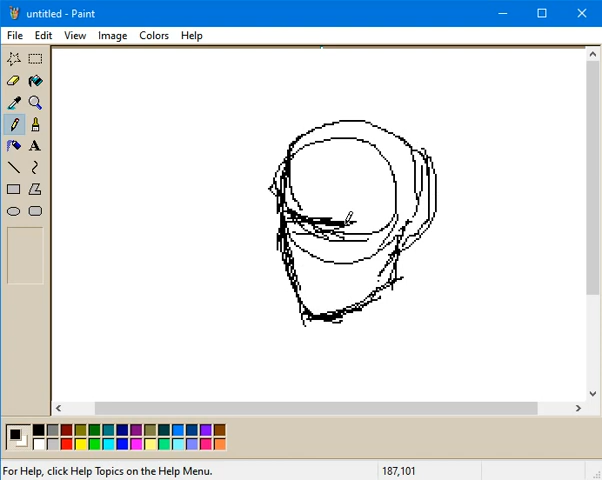 untitled - Paint
File Edit View Image Colors Help
A
For Help, click Help Topics on the Help Menu.
187,101